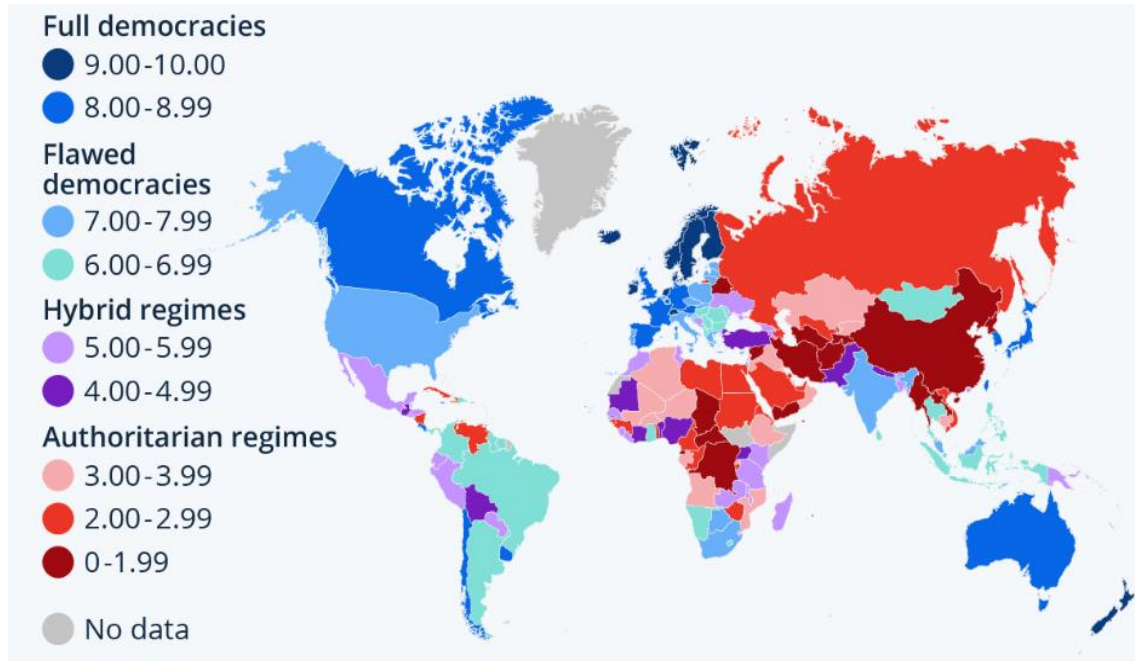 Full democracies
9.00-10.00
8.00-8.99
Flawed
democracies
7.00-7.99
6.00-6.99
Hybrid regimes
5.00-5.99
4.00-4.99
Authoritarian regimes
3.00-3.99
2.00-2.99
0-1.99
No data